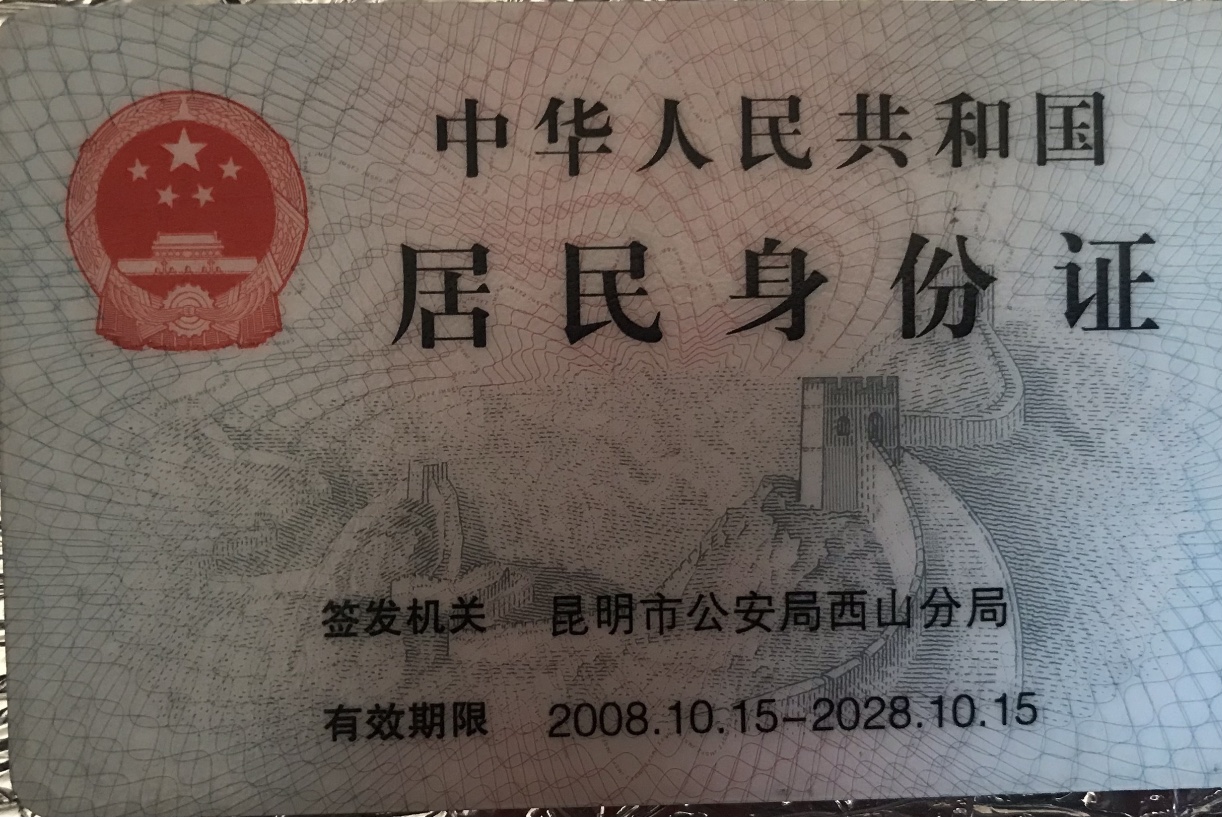 中华人民共和国
居民身份证
签发机关 昆明市公安局西山分局
有效期限 2008.10.15-2028.10.15